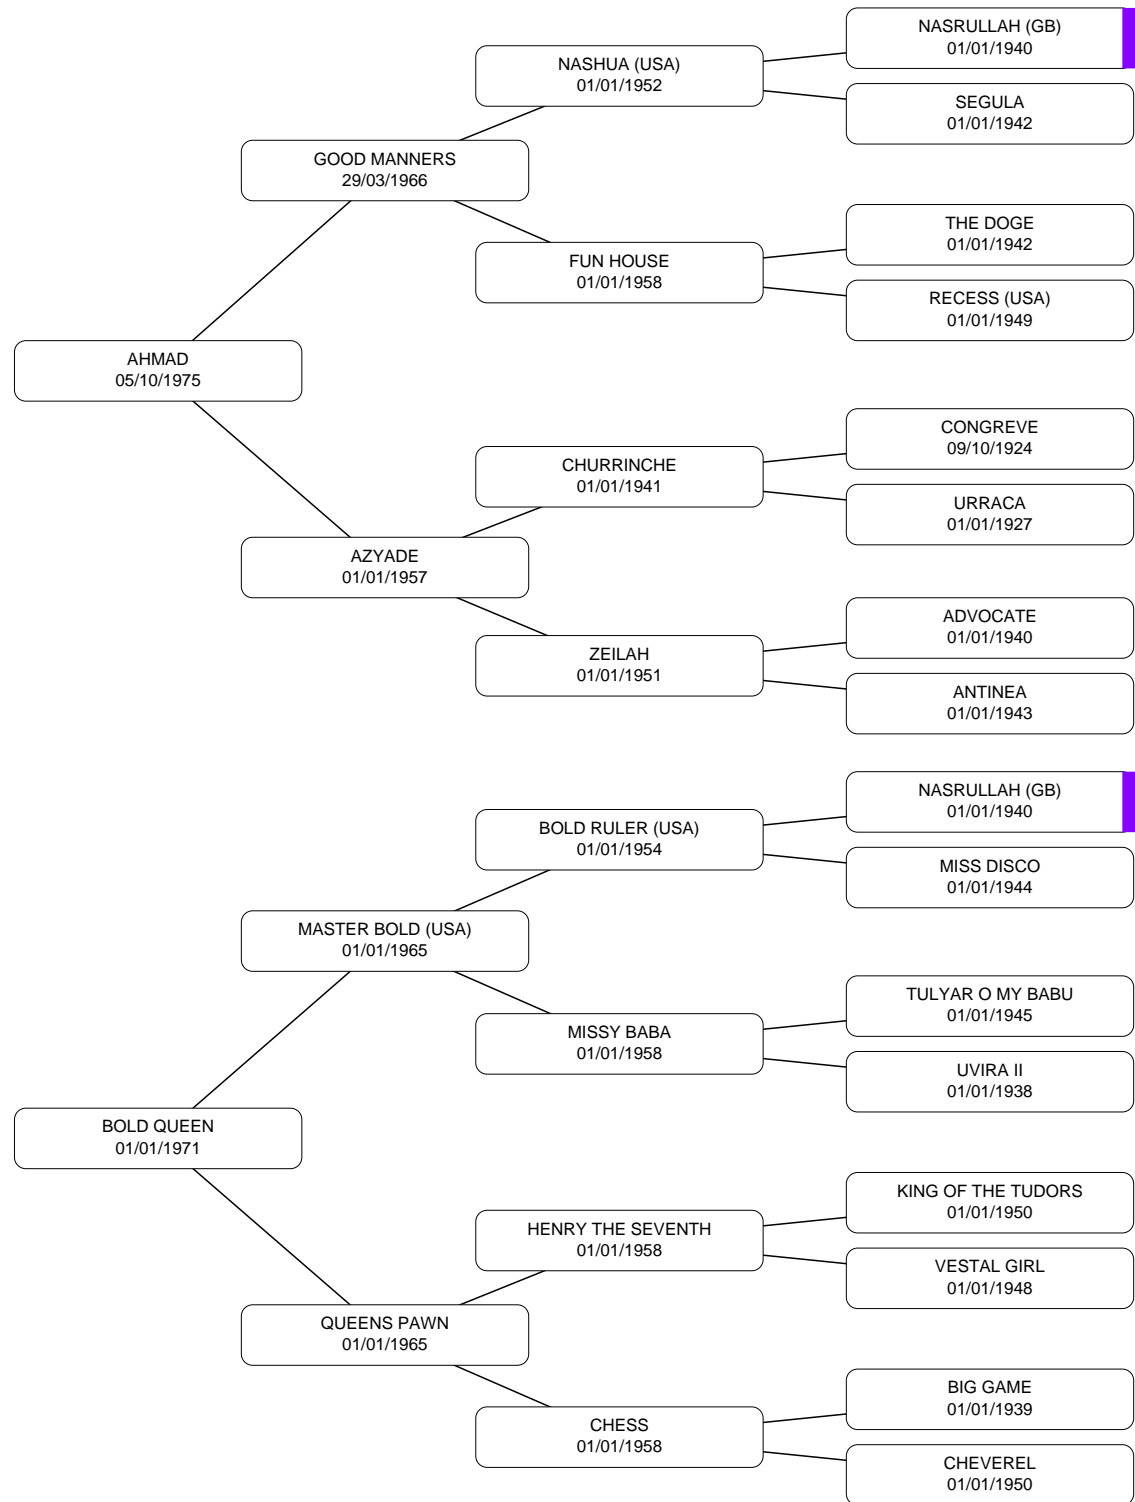 NASRULLAH (GB)
01/01/1940
NASHUA (USA)
01/01/1952
SEGULA
01/01/1942
GOOD MANNERS
29/03/1966
THE DOGE
01/01/1942
FUN HOUSE
01/01/1958
RECESS (USA)
01/01/1949
AHMAD
05/10/1975
CONGREVE
09/10/1924
CHURRINCHE
01/01/1941
URRACA
01/01/1927
AZYADE
01/01/1957
ADVOCATE
01/01/1940
ZEILAH
01/01/1951
ANTINEA
01/01/1943
NASRULLAH (GB)
01/01/1940
BOLD RULER (USA)
01/01/1954
MISS DISCO
01/01/1944
MASTER BOLD (USA)
01/01/1965
TULYAR O MY BABU
01/01/1945
MISSY BABA
01/01/1958
UVIRA II
01/01/1938
BOLD QUEEN
01/01/1971
KING OF THE TUDORS
01/01/1950
HENRY THE SEVENTH
01/01/1958
VESTAL GIRL
01/01/1948
QUEENS PAWN
01/01/1965
BIG GAME
01/01/1939
CHESS
01/01/1958
CHEVEREL
01/01/1950